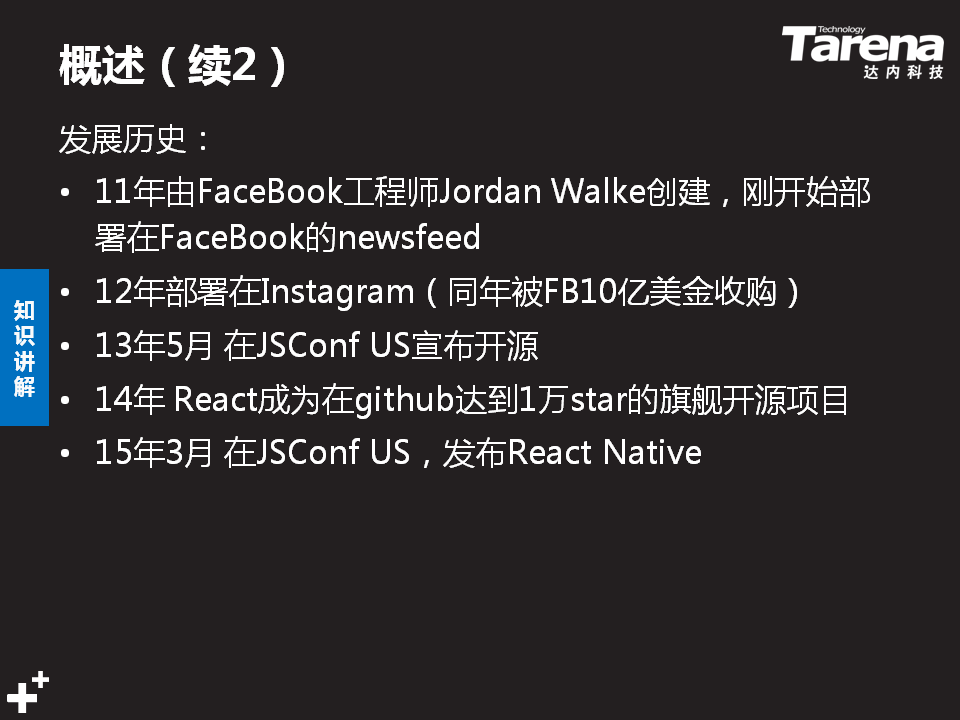 概述（续2）
Technology
Tarena
达内科技
发展历史：
• 11年由FaceBook工程师Jordan Walke创建，刚开始部
署在FaceBook的newsfeed
• 12年部署在Instagram（同年被FB10亿美金收购）
• 13年5月 在JSConf US宣布开源
• 14年 React成为在github达到1万star的旗舰开源项目
• 15年3月 在JSConf US，发布React Native
知
识
讲
解